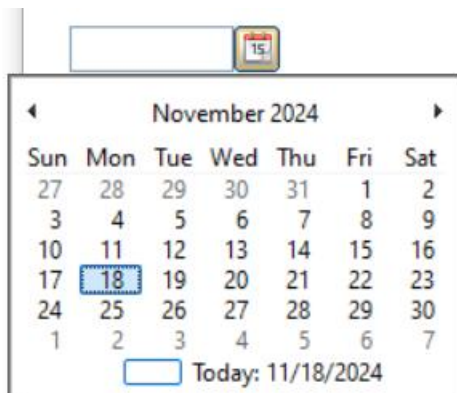 15
November 2024
Sun Mon Tue Wed Thu Fri Sat
27 28 29 30 31 1 2
3 4 5 6 7 8 9
10 11 12 13 14 15 16
17 18 19 20 21 22 23
24 25 26 27 28 29 30
1 2 3 4 5 6 7
Today: 11/18/2024